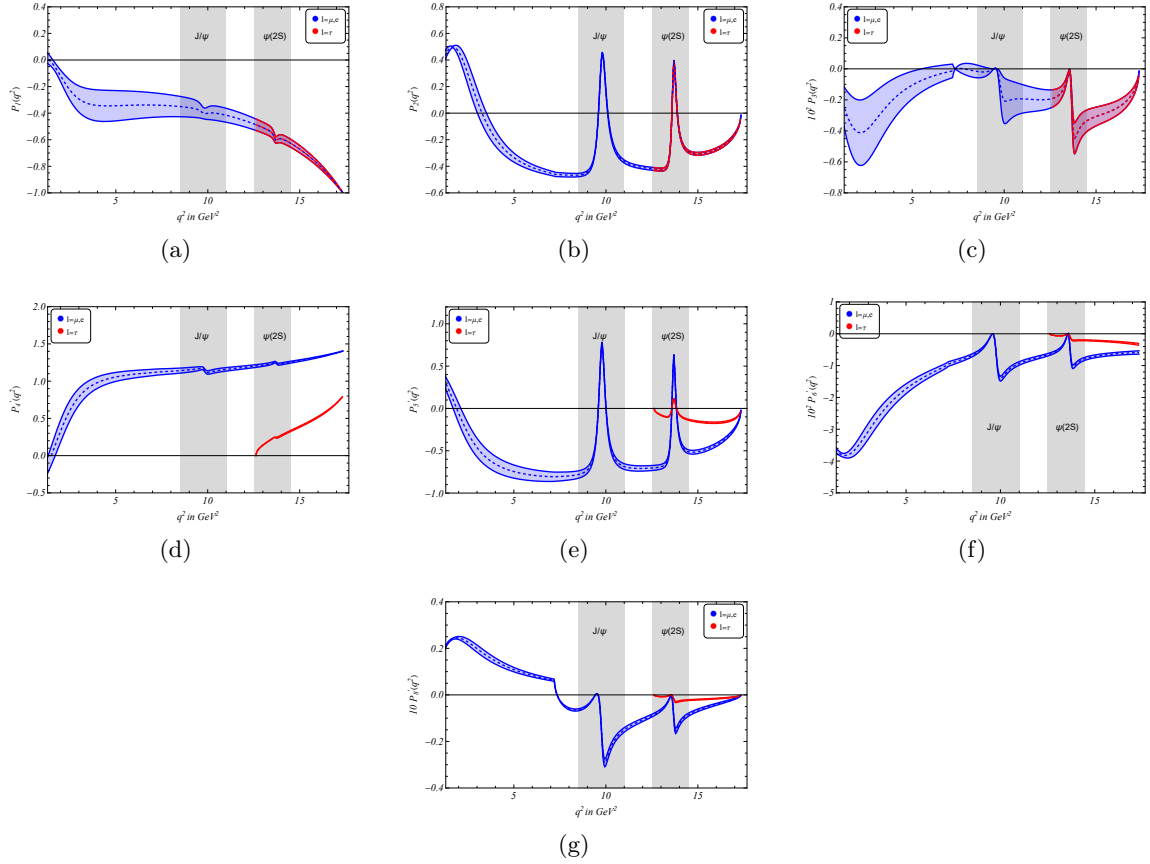 0.4
0.2
0.0
−0.2
−0.4
−0.6
−0.8
−1.0
P₁(q²)
J/ψ
ψ(2S)
l=μ,e
l=τ
5
10
15
q² in GeV²
(a)
0.6
0.4
0.2
0.0
−0.2
−0.4
−0.6
P₂(q²)
J/ψ
ψ(2S)
l=μ,e
l=τ
5
10
15
q² in GeV²
(b)
0.4
0.2
0.0
−0.2
−0.4
−0.6
−0.8
10³ P₃(q²)
J/ψ
ψ(2S)
l=μ,e
l=τ
5
10
15
q² in GeV²
(c)
2.0
1.5
1.0
0.5
0.0
−0.5
P₄′(q²)
l=μ,e
l=τ
J/ψ
ψ(2S)
5
10
15
q² in GeV²
(d)
1.0
0.5
0.0
−0.5
−1.0
P₅′(q²)
l=μ,e
l=τ
J/ψ
ψ(2S)
5
10
15
q² in GeV²
(e)
1
0
−1
−2
−3
−4
−5
10² P₆′(q²)
l=μ,e
l=τ
J/ψ
ψ(2S)
5
10
15
q² in GeV²
(f)
0.4
0.2
0.0
−0.2
−0.4
10 P₈′(q²)
J/ψ
ψ(2S)
l=μ,e
l=τ
5
10
15
q² in GeV²
(g)